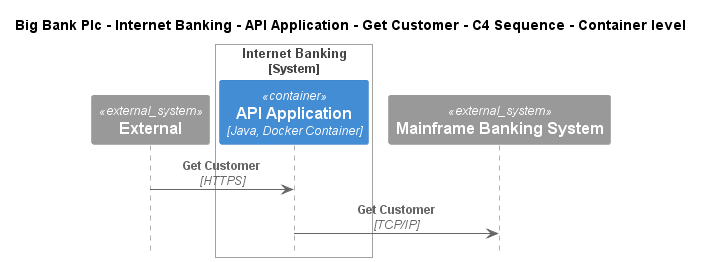 Big Bank Plc - Internet Banking - API Application - Get Customer - C4 Sequence - Container level
Internet Banking
[System]
«external_system»
External
«container»
API Application
[Java, Docker Container]
«external_system»
Mainframe Banking System
Get Customer
[HTTPS]
Get Customer
[TCP/IP]